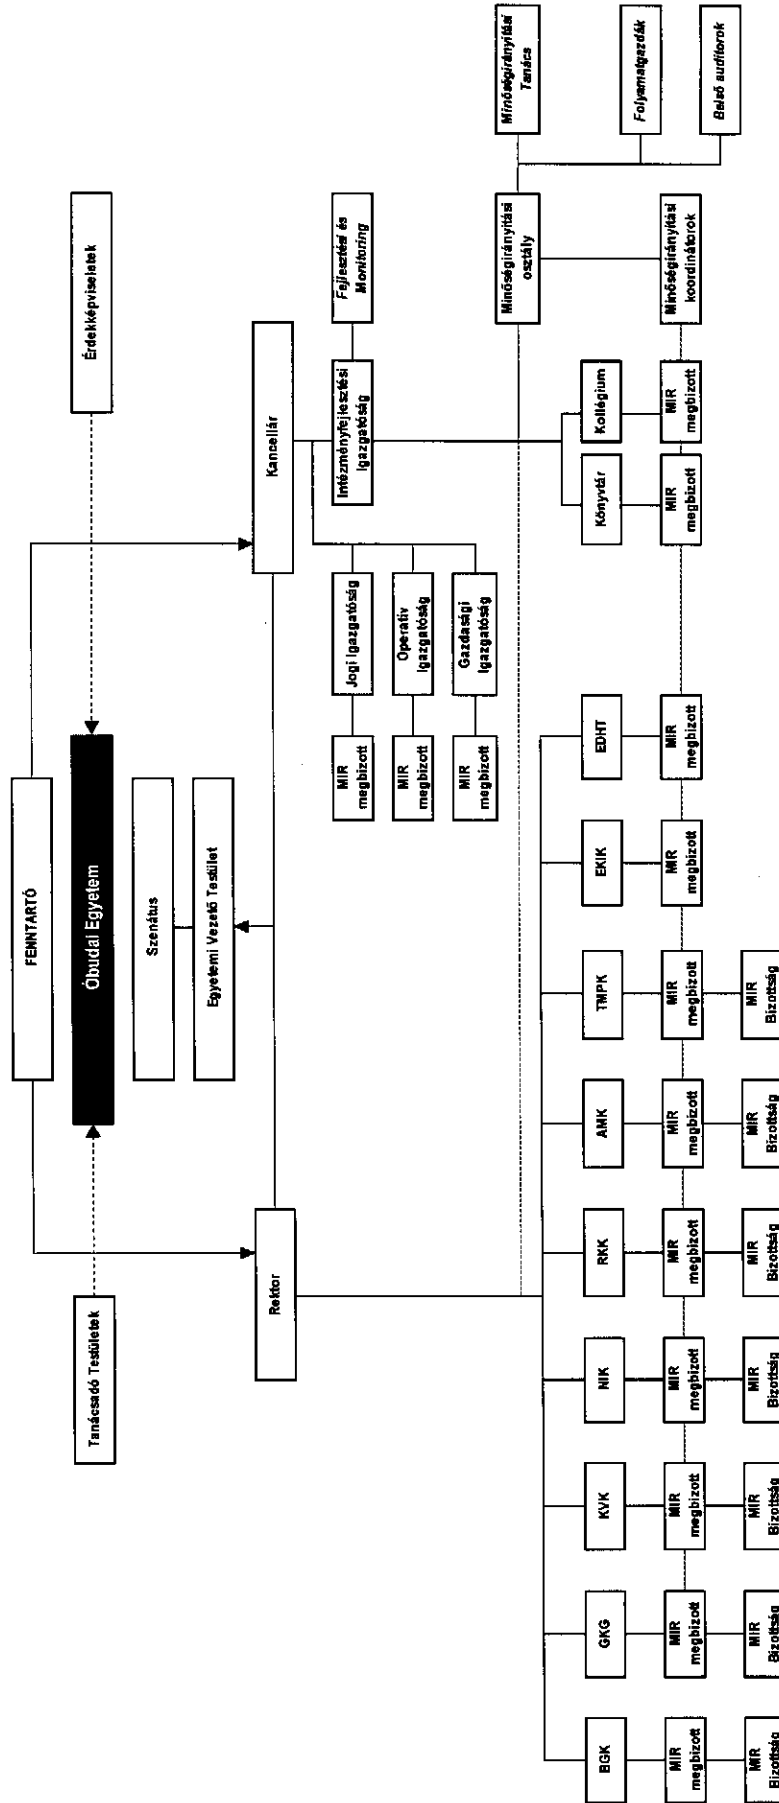 FENNTARTÓ
Tanácsadó Testületek
Óbudai Egyetem
Érdekképviseletek
Szenátus
Egyetemi Vezető Testület
Rektor
Kancellár
MIR
megbízott
Jogi Igazgatóság
MIR
megbízott
Operatív
Igazgatóság
MIR
megbízott
Gazdasági
Igazgatóság
Intézményfejlesztési
Igazgatóság
Fejlesztési és
Monitoring
Minőségirányítási
osztály
Minőségirányítási
Tanács
Folyamatgazdák
Belső auditorok
BGK
GKG
KVK
NIK
RKK
AMK
TMPK
EKIK
EDHT
Könyvtár
Kollégium
MIR
megbízott
MIR
megbízott
MIR
megbízott
MIR
megbízott
MIR
megbízott
MIR
megbízott
MIR
megbízott
MIR
megbízott
MIR
megbízott
MIR
megbízott
MIR
megbízott
Minőségirányítási
koordinátorok
MIR
Bizottság
MIR
Bizottság
MIR
Bizottság
MIR
Bizottság
MIR
Bizottság
MIR
Bizottság
MIR
Bizottság